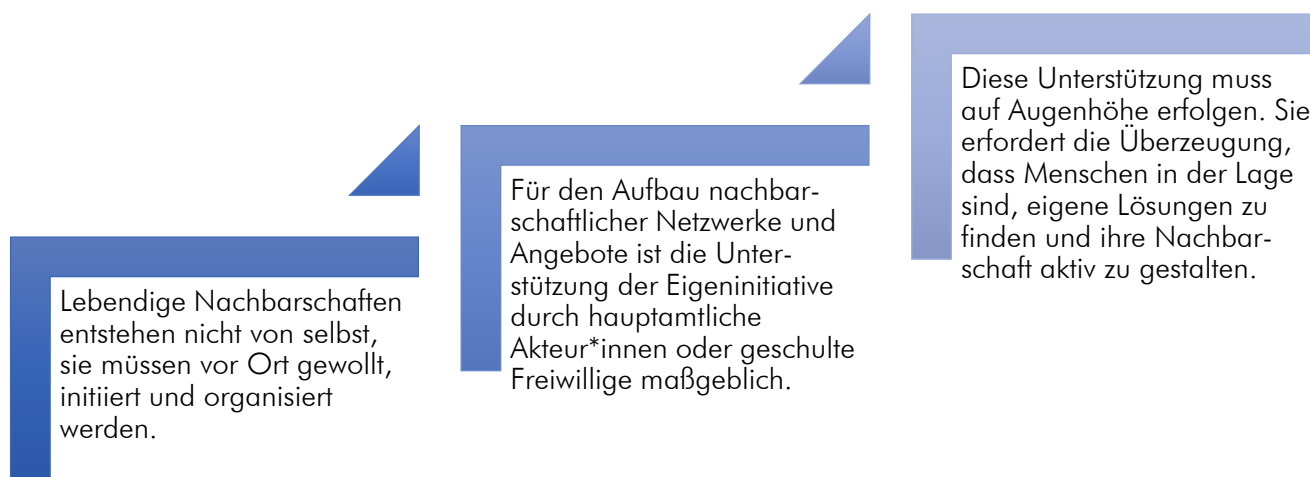 Lebendige Nachbarschaften
entstehen nicht von selbst,
sie müssen vor Ort gewollt,
initiiert und organisiert
werden.
Für den Aufbau nachbar-
schaftlicher Netzwerke und
Angebote ist die Unter-
stützung der Eigeninitiative
durch hauptamtliche
Akteur*innen oder geschulte
Freiwillige maßgeblich.
Diese Unterstützung muss
auf Augenhöhe erfolgen. Sie
erfordert die Überzeugung,
dass Menschen in der Lage
sind, eigene Lösungen zu
finden und ihre Nachbar-
schaft aktiv zu gestalten.